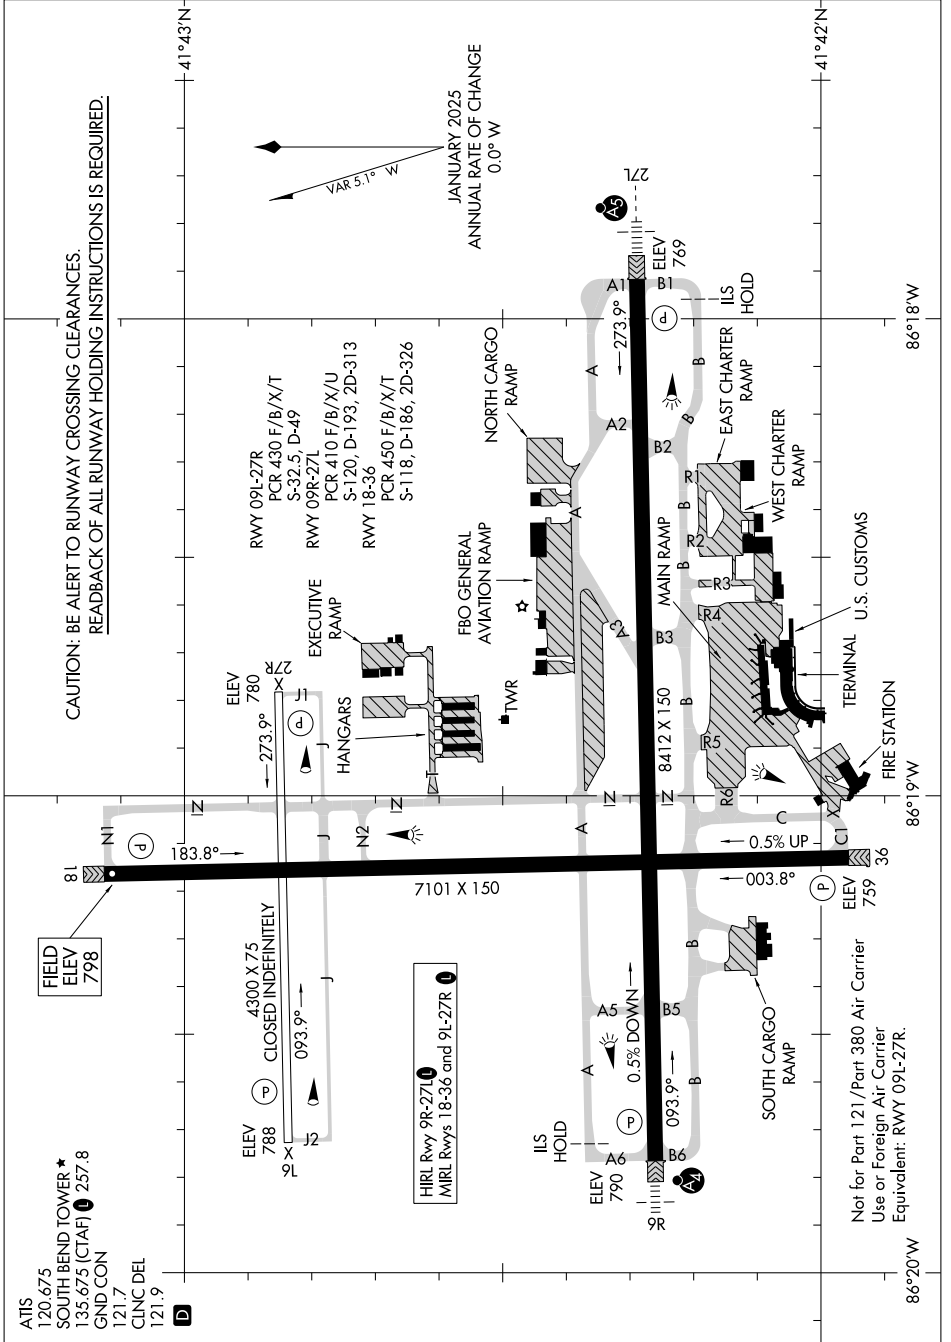 ATIS
120.675
SOUTH BEND TOWER ★
135.675 (CTAF) L 257.8
GND CON
121.7
CLNC DEL
121.9
D
CAUTION: BE ALERT TO RUNWAY CROSSING CLEARANCES.
READBACK OF ALL RUNWAY HOLDING INSTRUCTIONS IS REQUIRED.
41°43'N
41°42'N
JANUARY 2025
ANNUAL RATE OF CHANGE
0.0° W
VAR 5.1° W
FIELD
ELEV
798
18
N1
P
183.8°
N
N2
N
7101 X 150
ELEV
788
9L
X
J2
P
4300 X 75
CLOSED INDEFINITELY
093.9°
J
J
J
ELEV
780
27R
X
J1
P
273.9°
HANGARS
EXECUTIVE
RAMP
RWY 09L-27R
PCR 430 F/B/X/T
S-32.5, D-49
RWY 09R-27L
PCR 410 F/B/X/U
S-120, D-193, 2D-313
RWY 18-36
PCR 450 F/B/X/T
S-118, D-186, 2D-326
HIRL Rwy 9R-27L L
MIRL Rwys 18-36 and 9L-27R L
TWR
FBO GENERAL
AVIATION RAMP
NORTH CARGO
RAMP
ILS
HOLD
ELEV
790
A6
A
A5
A
A3
A
A2
A
A1
9R
A4
P
0.5% DOWN
093.9°
8412 X 150
273.9°
P
27L
A5
ELEV
769
B6
B
B5
B
N
N
B3
B
B
B
B2
B
B
B1
ILS
HOLD
SOUTH CARGO
RAMP
0.5% UP
003.8°
C
C1
X
P
ELEV
759
36
R6
R5
R4
R3
R2
R1
MAIN RAMP
EAST CHARTER
RAMP
WEST CHARTER
RAMP
U.S. CUSTOMS
TERMINAL
FIRE STATION
Not for Part 121/Part 380 Air Carrier
Use or Foreign Air Carrier
Equivalent: RWY 09L-27R.
86°20'W
86°19'W
86°18'W